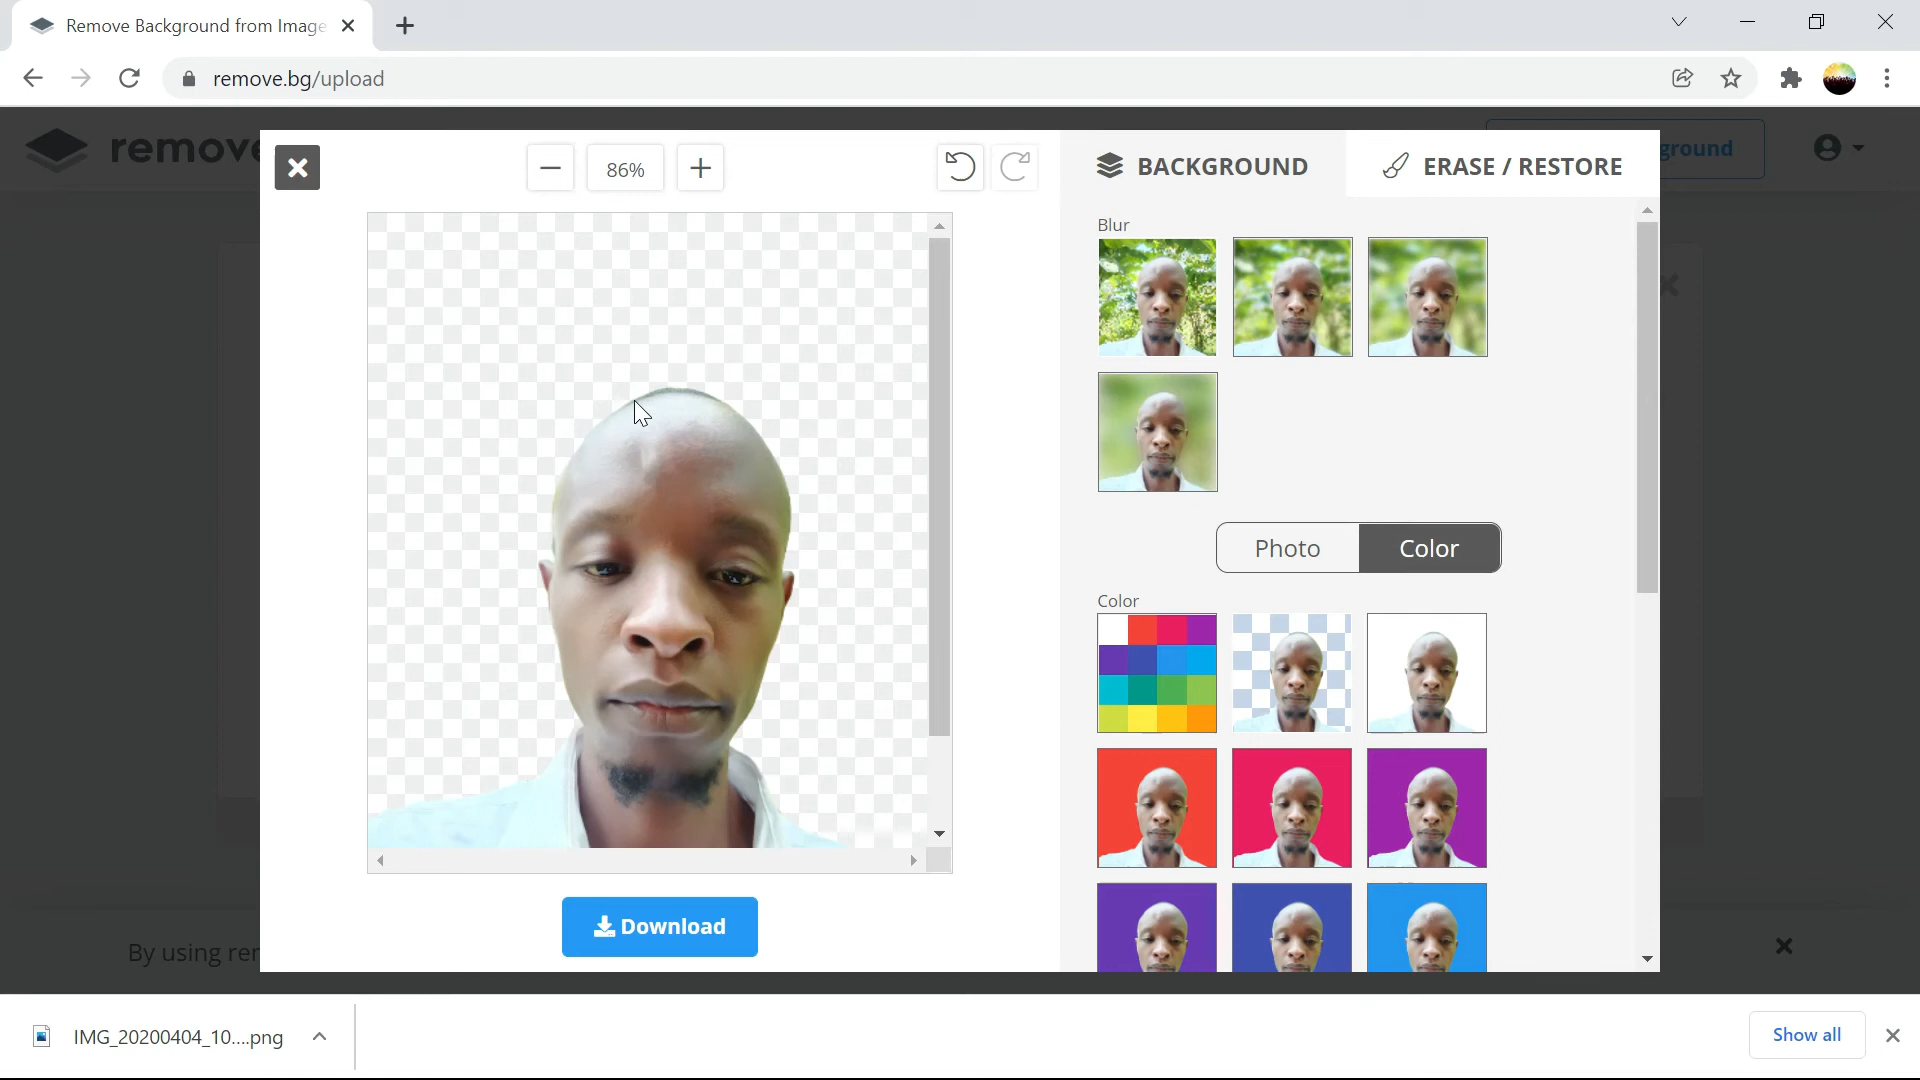 Remove Background from Image
remove.bg/upload
remove
ground
86%
BACKGROUND
ERASE / RESTORE
Blur
Photo
Color
Color
Download
By using rem
IMG_20200404_10....png
Show all